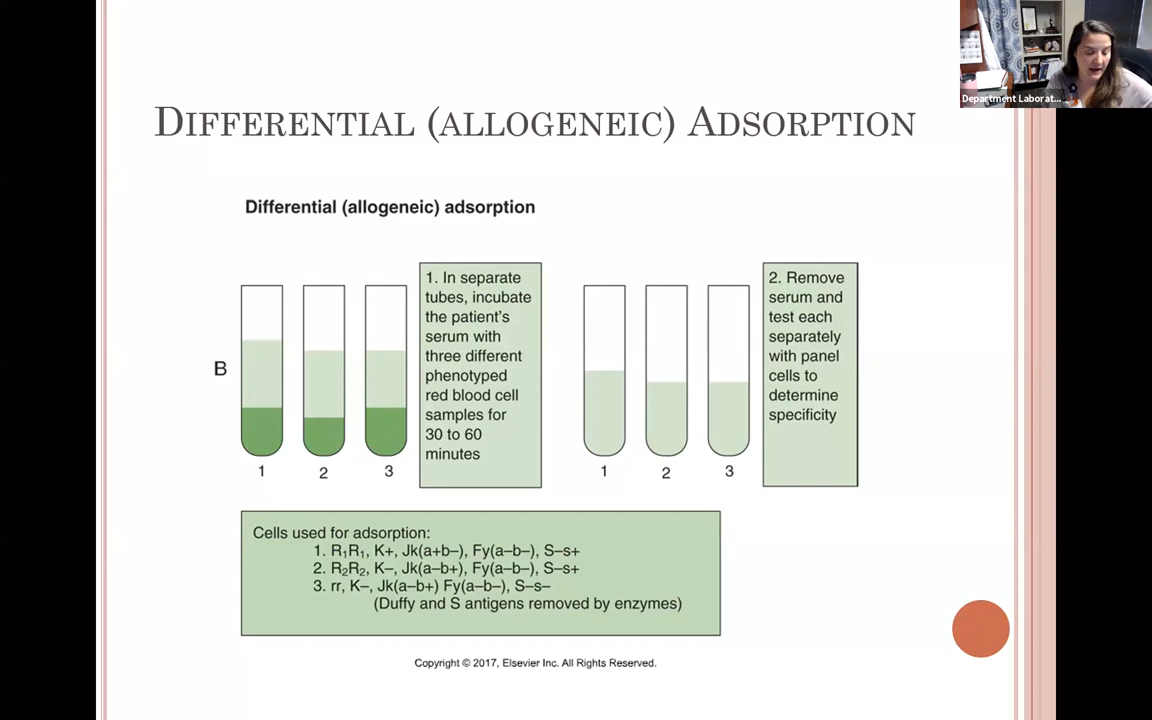 Department Laborat...
DIFFERENTIAL (ALLOGENEIC) ADSORPTION
Differential (allogeneic) adsorption
B
1
2
3
1. In separate
tubes, incubate
the patient's
serum with
three different
phenotyped
red blood cell
samples for
30 to 60
minutes
1
2
3
2. Remove
serum and
test each
separately
with panel
cells to
determine
specificity
Cells used for adsorption:
1. R₁R₁, K+, Jk(a+b–), Fy(a–b–), S–s+
2. R₂R₂, K–, Jk(a–b+), Fy(a–b–), S–s+
3. rr, K–, Jk(a–b+) Fy(a–b–), S–s–
(Duffy and S antigens removed by enzymes)
Copyright © 2017, Elsevier Inc. All Rights Reserved.